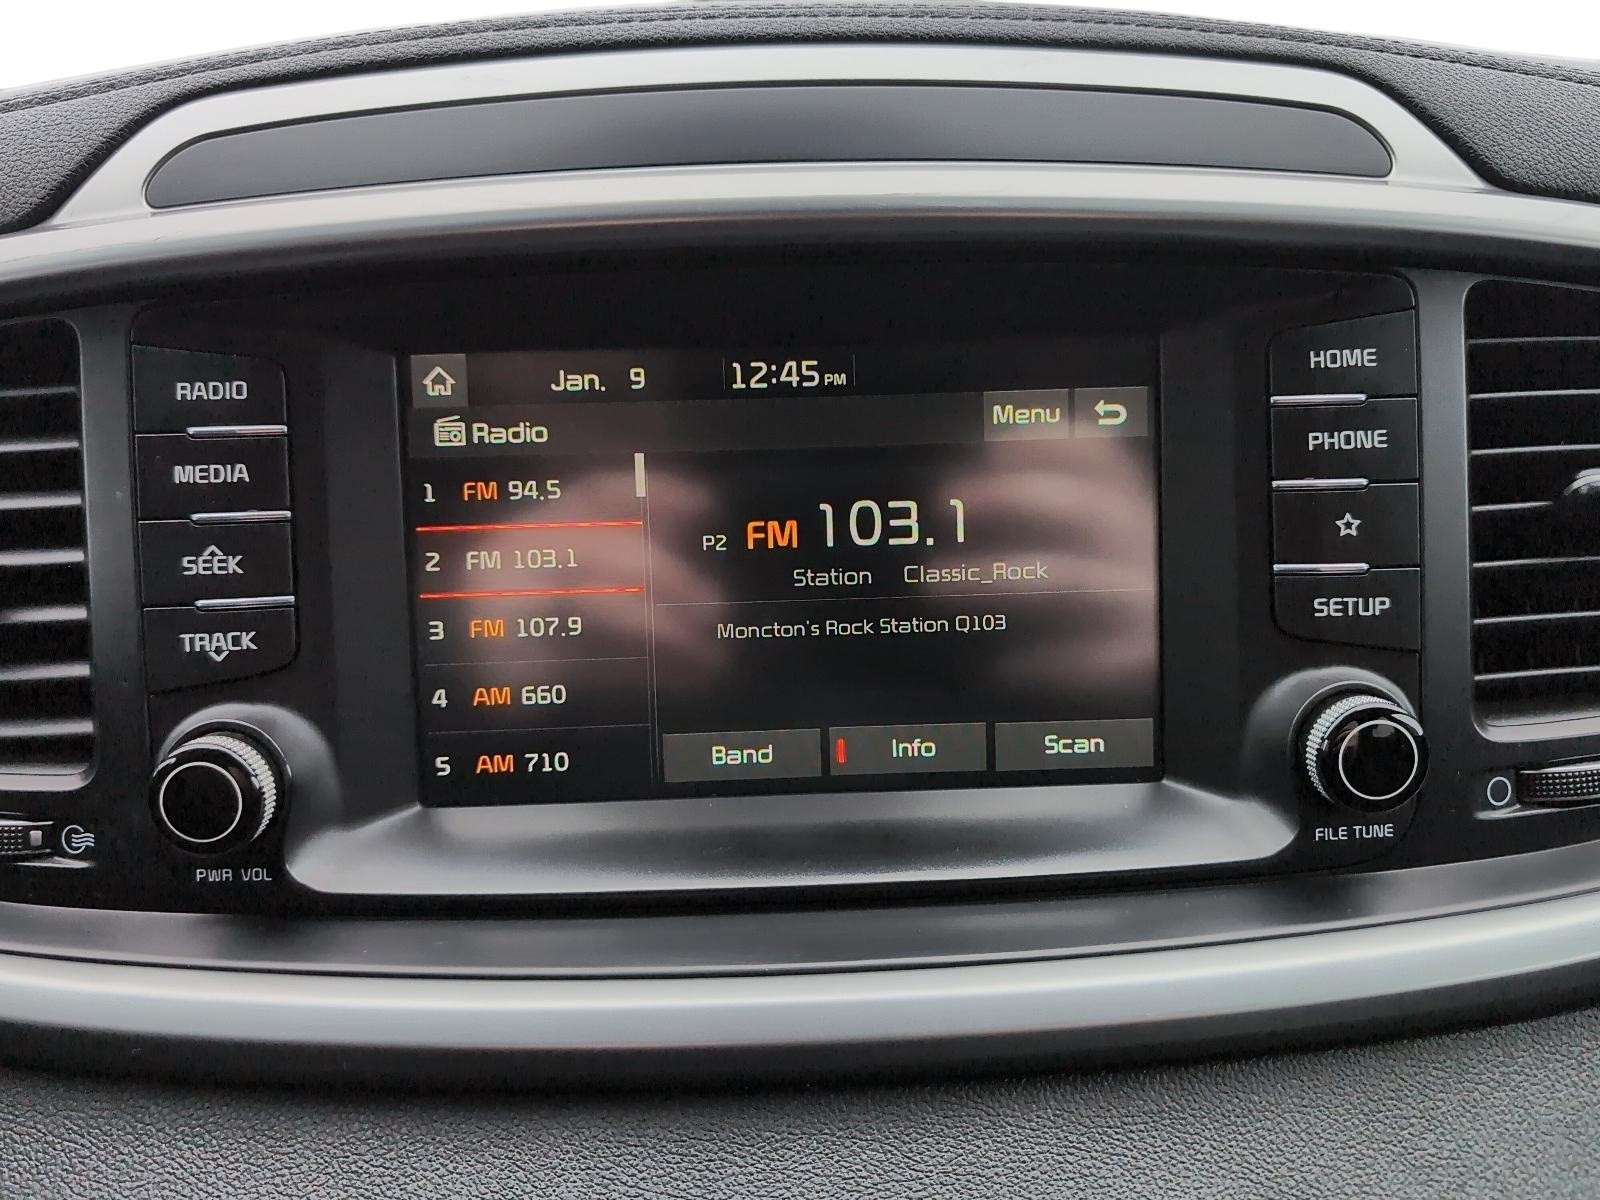 RADIO
MEDIA
SEEK
TRACK
PWR VOL
Jan. 9 12:45 PM
Radio
Menu
1 FM 94.5
2 FM 103.1
3 FM 107.9
4 AM 660
5 AM 710
P2 FM 103.1
Station Classic_Rock
Moncton's Rock Station Q103
Band
Info
Scan
HOME
PHONE
SETUP
FILE TUNE